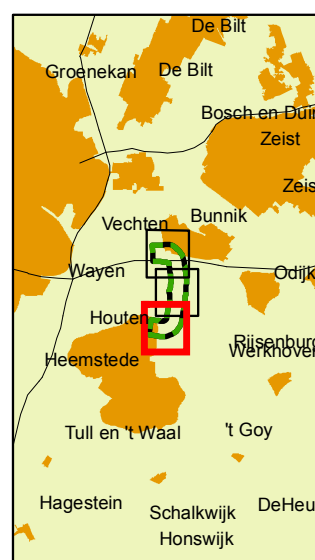 De Bilt
Groenekan
De Bilt
Bosch en Duin
Zeist
Zeis
Bunnik
Vechten
Wayen
Odijk
Houten
Rijsenburg
Werkhoven
Heemstede
Tull en 't Waal
't Goy
Hagestein
DeHeu
Schalkwijk
Honswijk